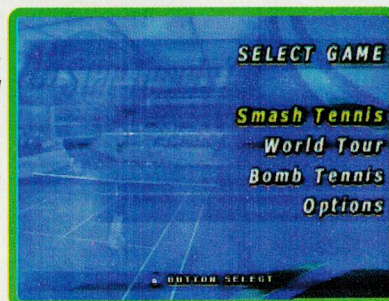 SELECT GAME
Smash Tennis
World Tour
Bomb Tennis
Options
BUTTON SELECT